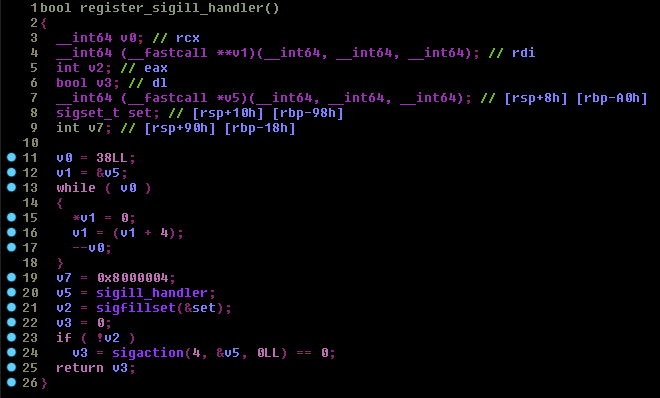 1 bool register_sigill_handler()
2 {
3   __int64 v0; // rcx
4   __int64 (__fastcall **v1)(__int64, __int64, __int64); // rdi
5   int v2; // eax
6   bool v3; // dl
7   __int64 (__fastcall *v5)(__int64, __int64, __int64); // [rsp+8h] [rbp-A0h]
8   sigset_t set; // [rsp+10h] [rbp-98h]
9   int v7; // [rsp+90h] [rbp-18h]
10
11   v0 = 38LL;
12   v1 = &v5;
13   while ( v0 )
14   {
15     *v1 = 0;
16     v1 = (v1 + 4);
17     --v0;
18   }
19   v7 = 0x8000004;
20   v5 = sigill_handler;
21   v2 = sigfillset(&set);
22   v3 = 0;
23   if ( !v2 )
24     v3 = sigaction(4, &v5, 0LL) == 0;
25   return v3;
26 }